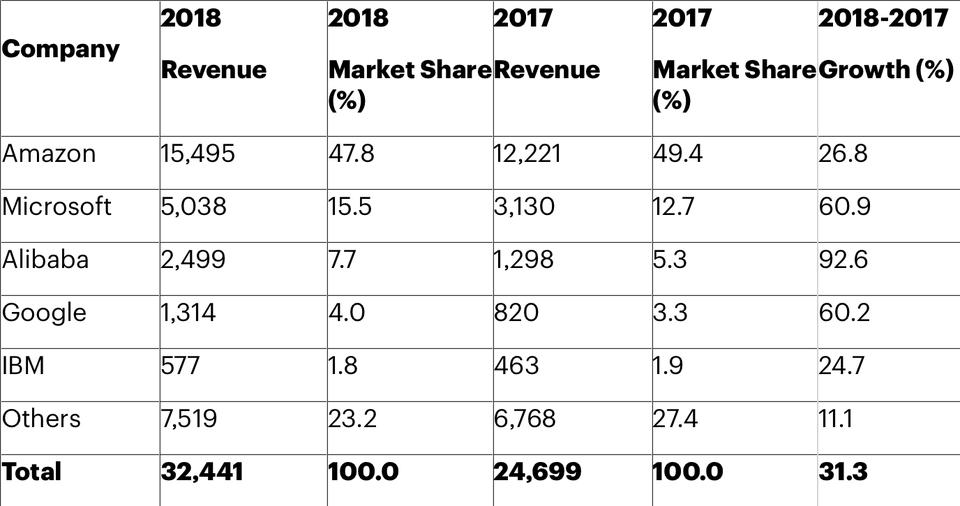 Company 2018 Revenue 2018 Market Share (%) 2017 Revenue 2017 Market Share (%) 2018-2017 Growth (%)
Amazon 15,495 47.8 12,221 49.4 26.8
Microsoft 5,038 15.5 3,130 12.7 60.9
Alibaba 2,499 7.7 1,298 5.3 92.6
Google 1,314 4.0 820 3.3 60.2
IBM 577 1.8 463 1.9 24.7
Others 7,519 23.2 6,768 27.4 11.1
Total 32,441 100.0 24,699 100.0 31.3